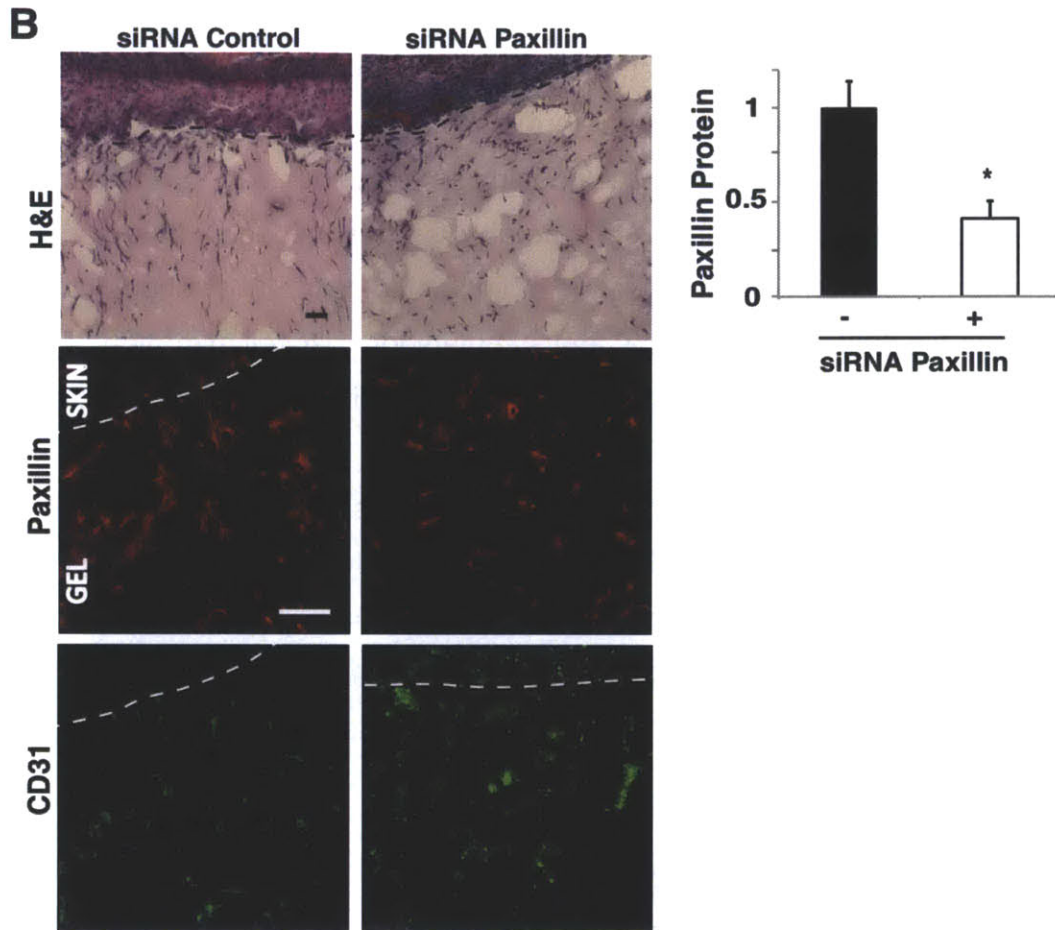 B
siRNA Control
siRNA Paxillin
H&E
Paxillin
SKIN
GEL
CD31
Paxillin Protein
1
0.5
0
*
- +
siRNA Paxillin